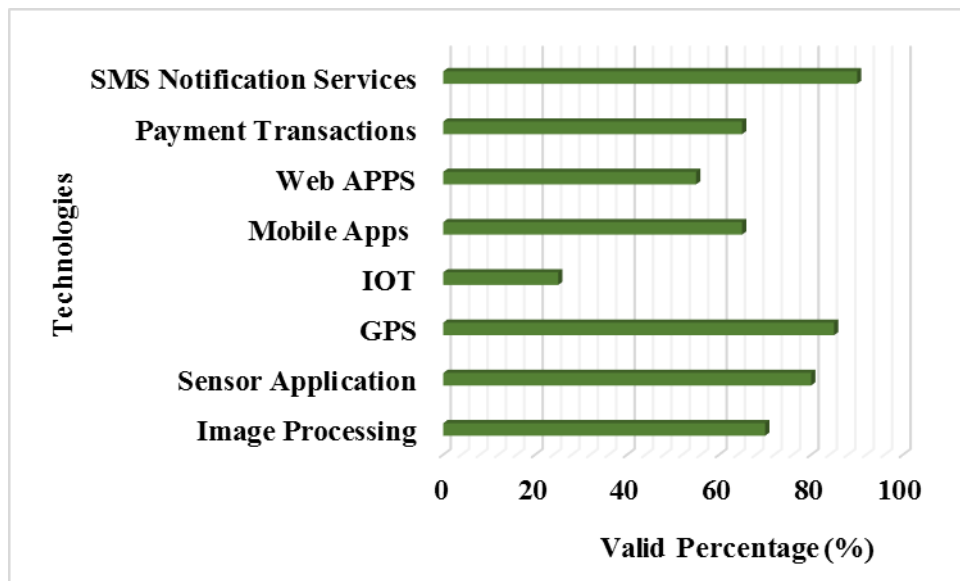 SMS Notification Services
Payment Transactions
Web APPS
Mobile Apps
IOT
GPS
Sensor Application
Image Processing
Technologies
0 20 40 60 80 100
Valid Percentage (%)